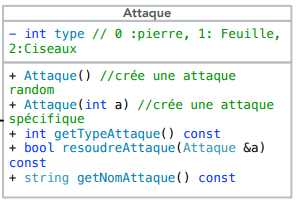 Attaque
- int type // 0 :pierre, 1: Feuille,
2:Ciseaux
+ Attaque() //crée une attaque
random
+ Attaque(int a) //crée une attaque
spécifique
+ int getTypeAttaque() const
+ bool resoudreAttaque(Attaque &a)
const
+ string getNomAttaque() const